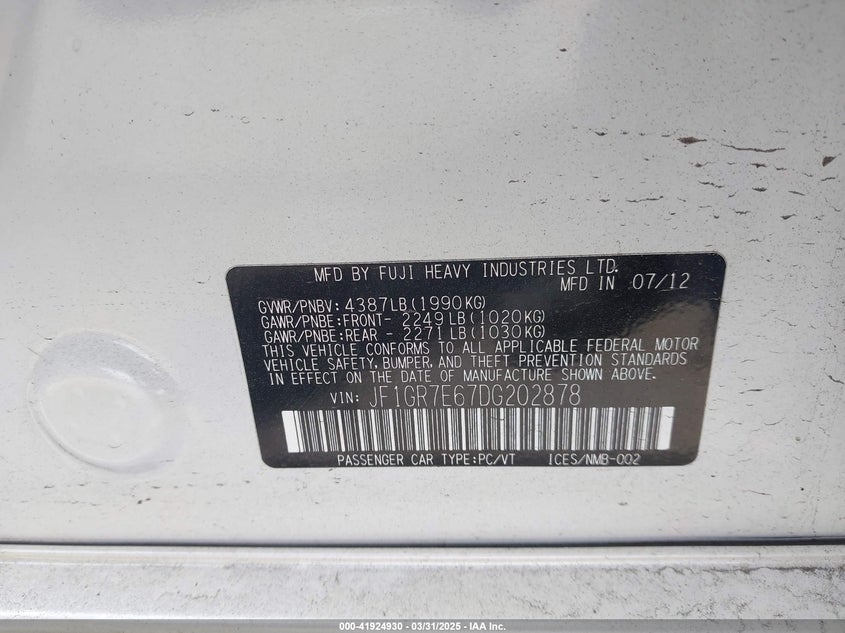 MFD BY FUJI HEAVY INDUSTRIES LTD.
MFD IN 07/12
GVWR/PNBV: 4387LB(1990KG)
GAWR/PNBE:FRONT- 2249LB(1020KG)
GAWR/PNBE:REAR - 2271LB(1030KG)
THIS VEHICLE CONFORMS TO ALL APPLICABLE FEDERAL MOTOR
VEHICLE SAFETY, BUMPER, AND THEFT PREVENTION STANDARDS
IN EFFECT ON THE DATE OF MANUFACTURE SHOWN ABOVE.
VIN: JF1GR7E67DG202878
PASSENGER CAR TYPE:PC/VT ICES/NMB-002
000-41924930 - 03/31/2025 - IAA Inc.